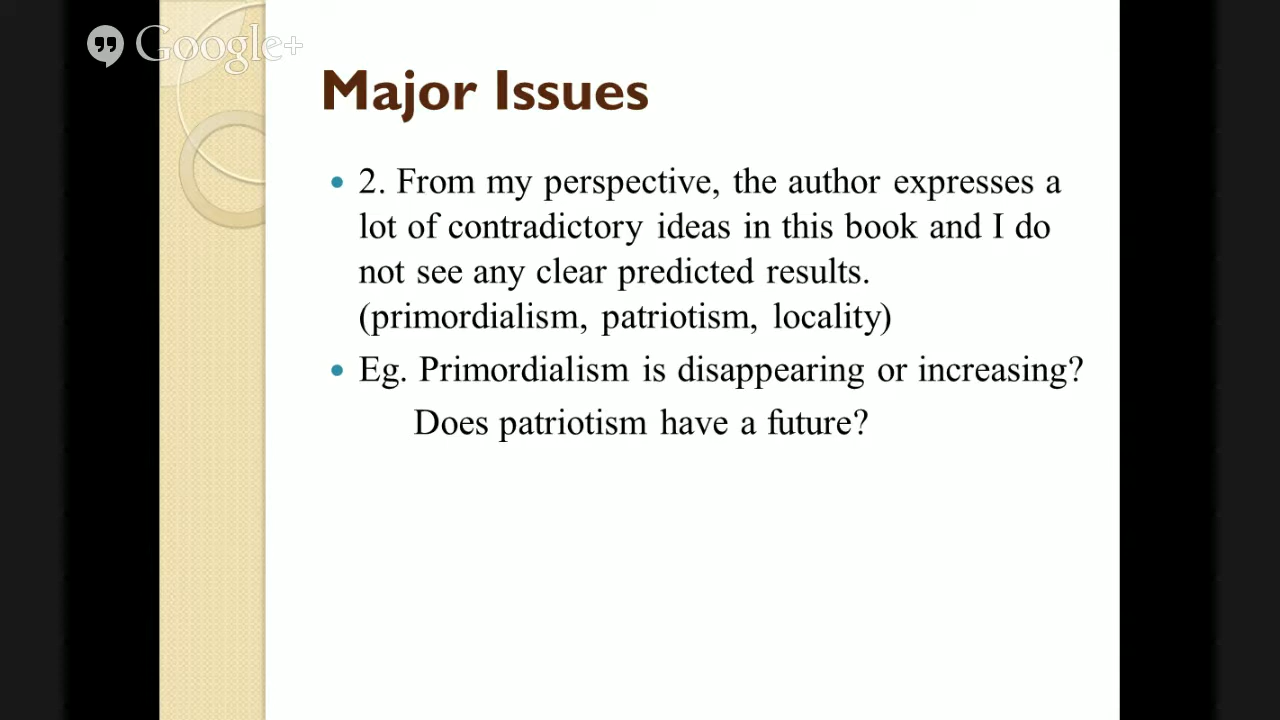 Google+
Major Issues
• 2. From my perspective, the author expresses a
lot of contradictory ideas in this book and I do
not see any clear predicted results.
(primordialism, patriotism, locality)
• Eg. Primordialism is disappearing or increasing?
Does patriotism have a future?